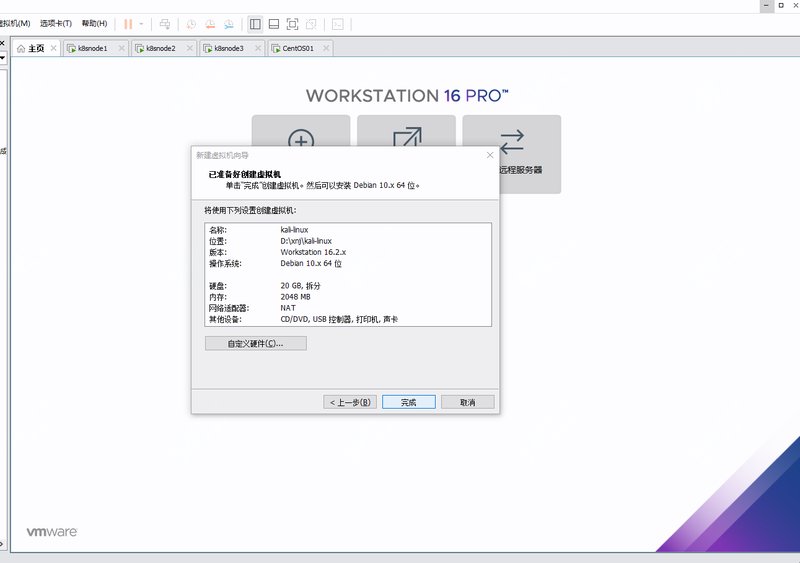 虚拟机(M) 选项卡(T) 帮助(H)
主页 k8snode1 k8snode2 k8snode3 CentOS01
WORKSTATION 16 PRO™
远程服务器
新建虚拟机向导
已准备好创建虚拟机
单击"完成"创建虚拟机。然后可以安装 Debian 10.x 64 位。
将使用下列设置创建虚拟机:
名称: kali-linux
位置: D:\xnj\kali-linux
版本: Workstation 16.2.x
操作系统: Debian 10.x 64 位
硬盘: 20 GB, 拆分
内存: 2048 MB
网络适配器: NAT
其他设备: CD/DVD, USB 控制器, 打印机, 声卡
自定义硬件(C)...
< 上一步(B) 完成 取消
vmware